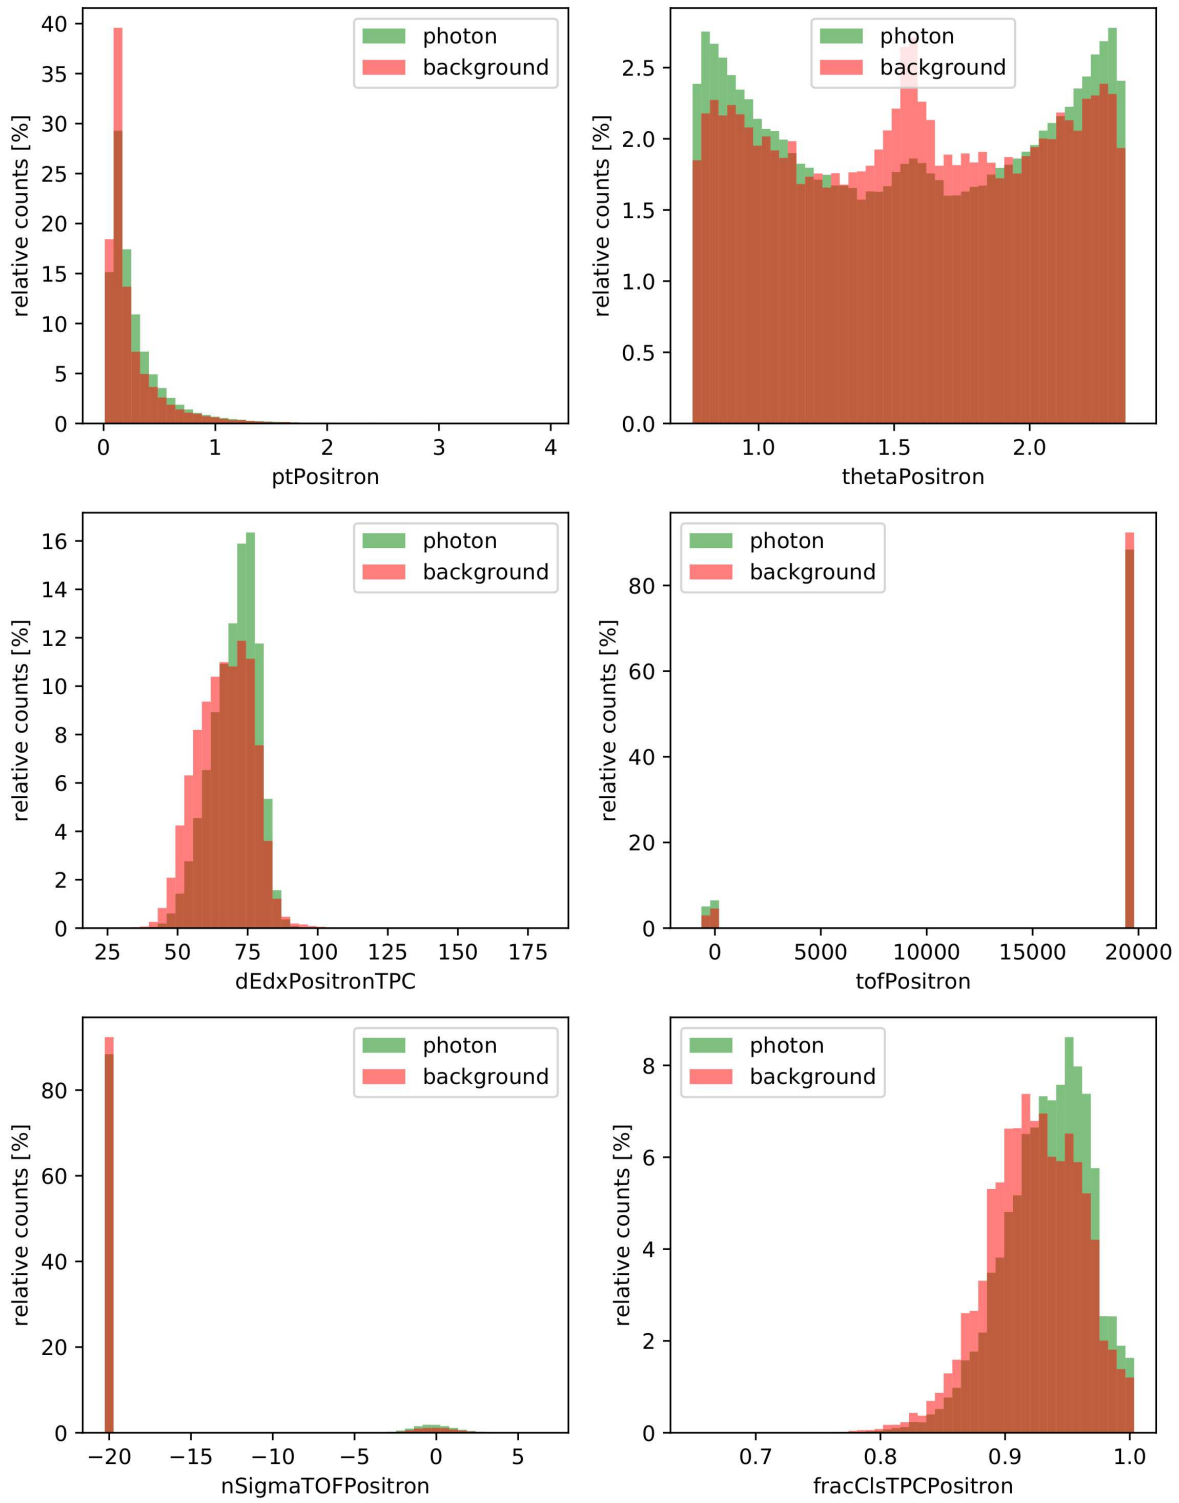 40
35
30
25
20
15
10
5
0
relative counts [%]
photon
background
0 1 2 3 4
ptPositron
2.5
2.0
1.5
1.0
0.5
0.0
relative counts [%]
photon
background
1.0 1.5 2.0
thetaPositron
16
14
12
10
8
6
4
2
0
relative counts [%]
photon
background
25 50 75 100 125 150 175
dEdxPositronTPC
80
60
40
20
0
relative counts [%]
photon
background
0 5000 10000 15000 20000
tofPositron
80
60
40
20
0
relative counts [%]
photon
background
−20 −15 −10 −5 0 5
nSigmaTOFPositron
8
6
4
2
0
relative counts [%]
photon
background
0.7 0.8 0.9 1.0
fracClsTPCPositron